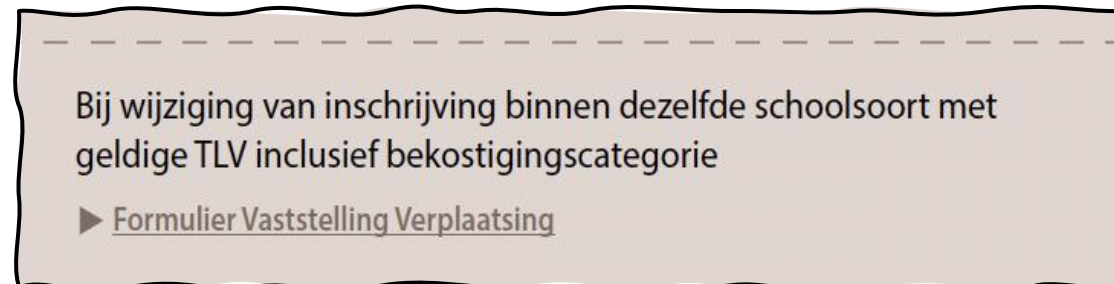 Bij wijziging van inschrijving binnen dezelfde schoolsoort met
geldige TLV inclusief bekostigingscategorie
▶ Formulier Vaststelling Verplaatsing